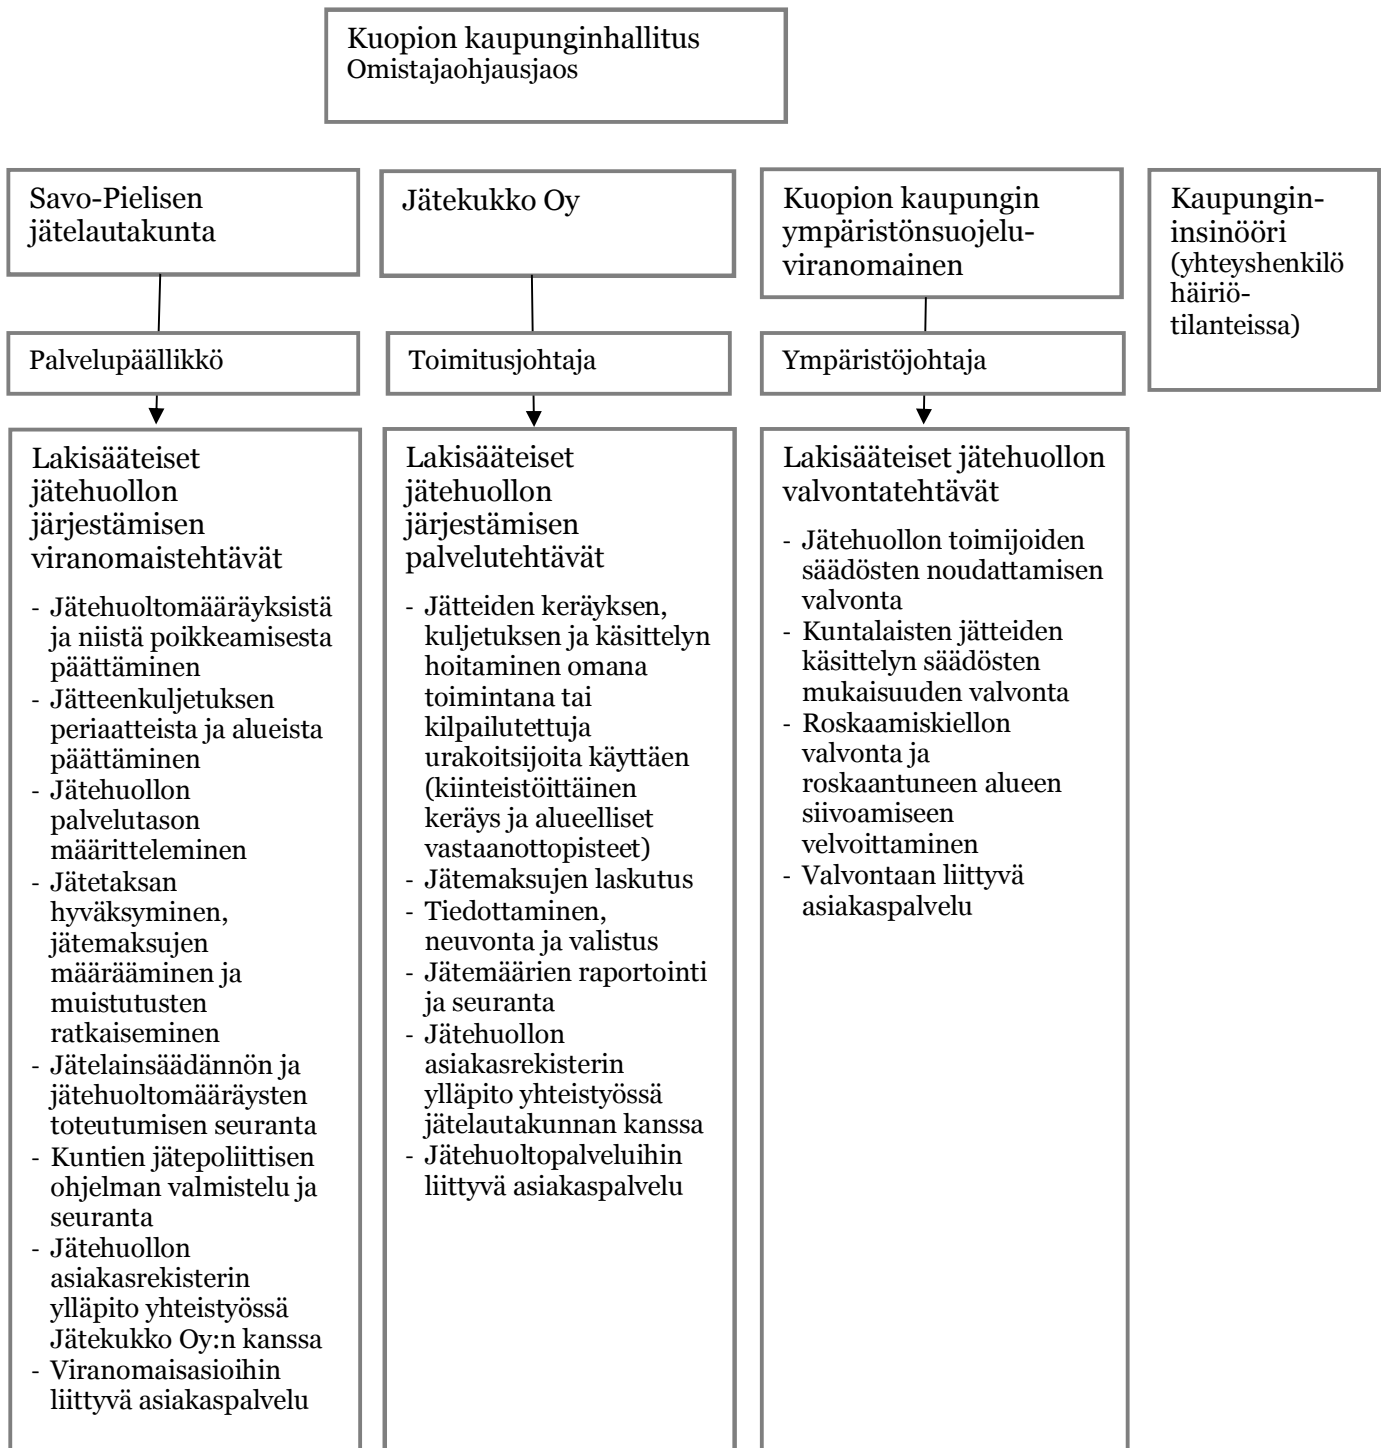 Kuopion kaupunginhallitus
Omistajaohjausjaos
Savo-Pielisen
jätelautakunta
Jätekukko Oy
Kuopion kaupungin
ympäristönsuojelu-
viranomainen
Kaupungin-
insinööri
(yhteyshenkilö
häiriö-
tilanteissa)
Palvelupäällikkö
Toimitusjohtaja
Ympäristöjohtaja
Lakisääteiset
jätehuollon
järjestämisen
viranomaistehtävät
- Jätehuoltomääräyksistä
ja niistä poikkeamisesta
päättäminen
- Jätteenkuljetuksen
periaatteista ja alueista
päättäminen
- Jätehuollon
palvelutason
määritteleminen
- Jätetaksan
hyväksyminen,
jätemaksujen
määrääminen ja
muistutusten
ratkaiseminen
- Jätelainsäädännön ja
jätehuoltomääräysten
toteutumisen seuranta
- Kuntien jätepoliittisen
ohjelman valmistelu ja
seuranta
- Jätehuollon
asiakasrekisterin
ylläpito yhteistyössä
Jätekukko Oy:n kanssa
- Viranomaisasioihin
liittyvä asiakaspalvelu
Lakisääteiset
jätehuollon
järjestämisen
palvelutehtävät
- Jätteiden keräyksen,
kuljetuksen ja käsittelyn
hoitaminen omana
toimintana tai
kilpailutettuja
urakoitsijoita käyttäen
(kiinteistöittäinen
keräys ja alueelliset
vastaanottopisteet)
- Jätemaksujen laskutus
- Tiedottaminen,
neuvonta ja valistus
- Jätemäärien raportointi
ja seuranta
- Jätehuollon
asiakasrekisterin
ylläpito yhteistyössä
jätelautakunnan kanssa
- Jätehuoltopalveluihin
liittyvä asiakaspalvelu
Lakisääteiset jätehuollon
valvontatehtävät
- Jätehuollon toimijoiden
säädösten noudattamisen
valvonta
- Kuntalaisten jätteiden
käsittelyn säädösten
mukaisuuden valvonta
- Roskaamiskiellon
valvonta ja
roskaantuneen alueen
siivoamiseen
velvoittaminen
- Valvontaan liittyvä
asiakaspalvelu